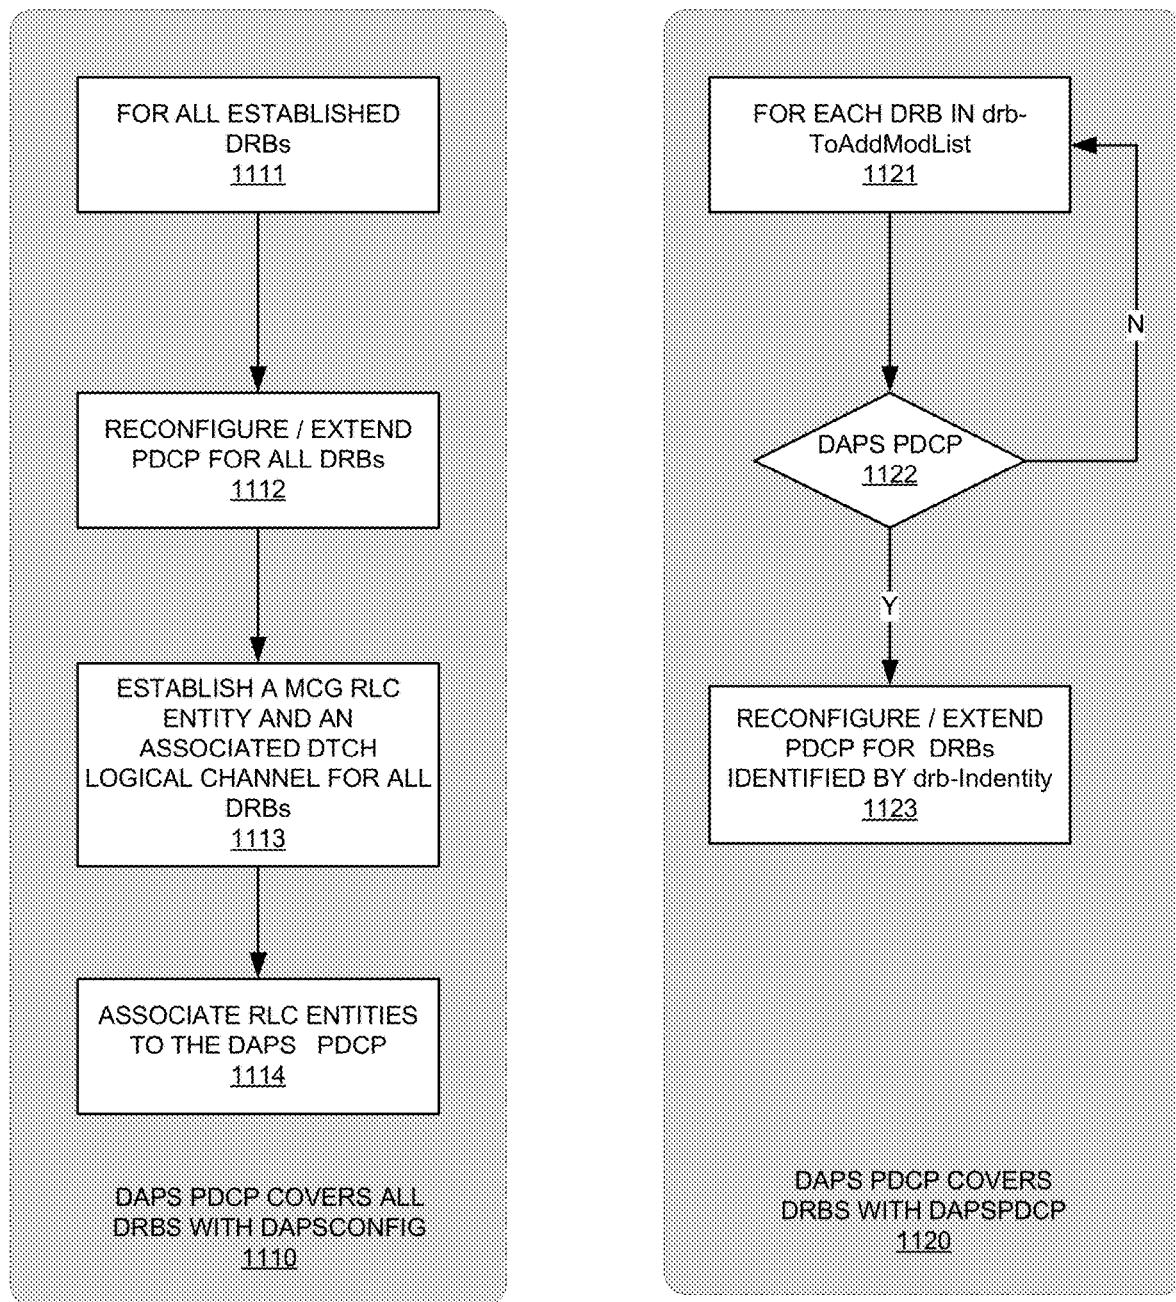 FOR ALL ESTABLISHED
DRBs
1111
RECONFIGURE / EXTEND
PDCP FOR ALL DRBs
1112
ESTABLISH A MCG RLC
ENTITY AND AN
ASSOCIATED DTCH
LOGICAL CHANNEL FOR ALL
DRBs
1113
ASSOCIATE RLC ENTITIES
TO THE DAPS PDCP
1114
DAPS PDCP COVERS ALL
DRBS WITH DAPSCONFIG
1110
FOR EACH DRB IN drb-
ToAddModList
1121
DAPS PDCP
1122
N
Y
RECONFIGURE / EXTEND
PDCP FOR DRBs
IDENTIFIED BY drb-Indentity
1123
DAPS PDCP COVERS
DRBS WITH DAPSPDCP
1120